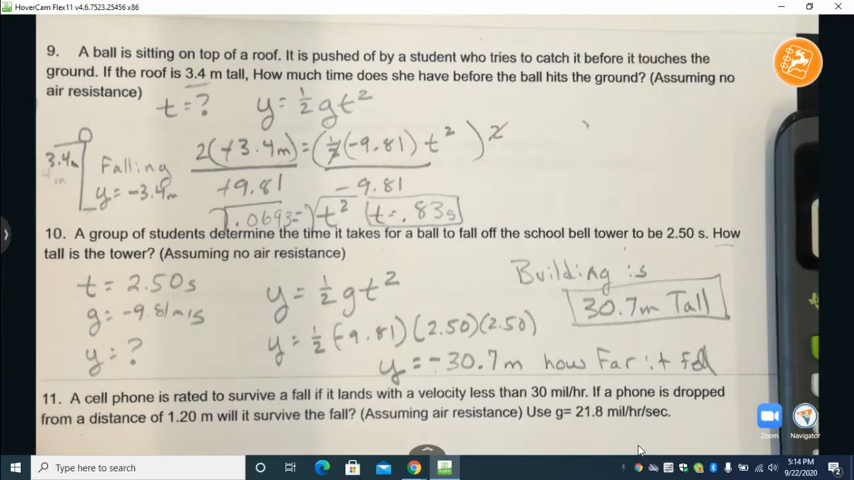 HoverCam Flex11 v4.6.7523.25456 x86
9. A ball is sitting on top of a roof. It is pushed of by a student who tries to catch it before it touches the
ground. If the roof is 3.4 m tall, How much time does she have before the ball hits the ground? (Assuming no
air resistance)
t=? y=½gt²
2(+3.4m)=(½(-9.81)t²)2
+9.81 -9.81
3.4m
m
Falling
y=-3.4m
t² t=.83s
10. A group of students determine the time it takes for a ball to fall off the school bell tower to be 2.50 s. How
tall is the tower? (Assuming no air resistance)
t=2.50s
g=-9.81m/s
y=?
y=½gt²
y=½(-9.81)(2.50)(2.50)
y=-30.7m how Far it fell
Building is
30.7m Tall
11. A cell phone is rated to survive a fall if it lands with a velocity less than 30 mil/hr. If a phone is dropped
from a distance of 1.20 m will it survive the fall? (Assuming air resistance) Use g= 21.8 mil/hr/sec.
Zoom
Navigator
Type here to search
5:14 PM
9/22/2020